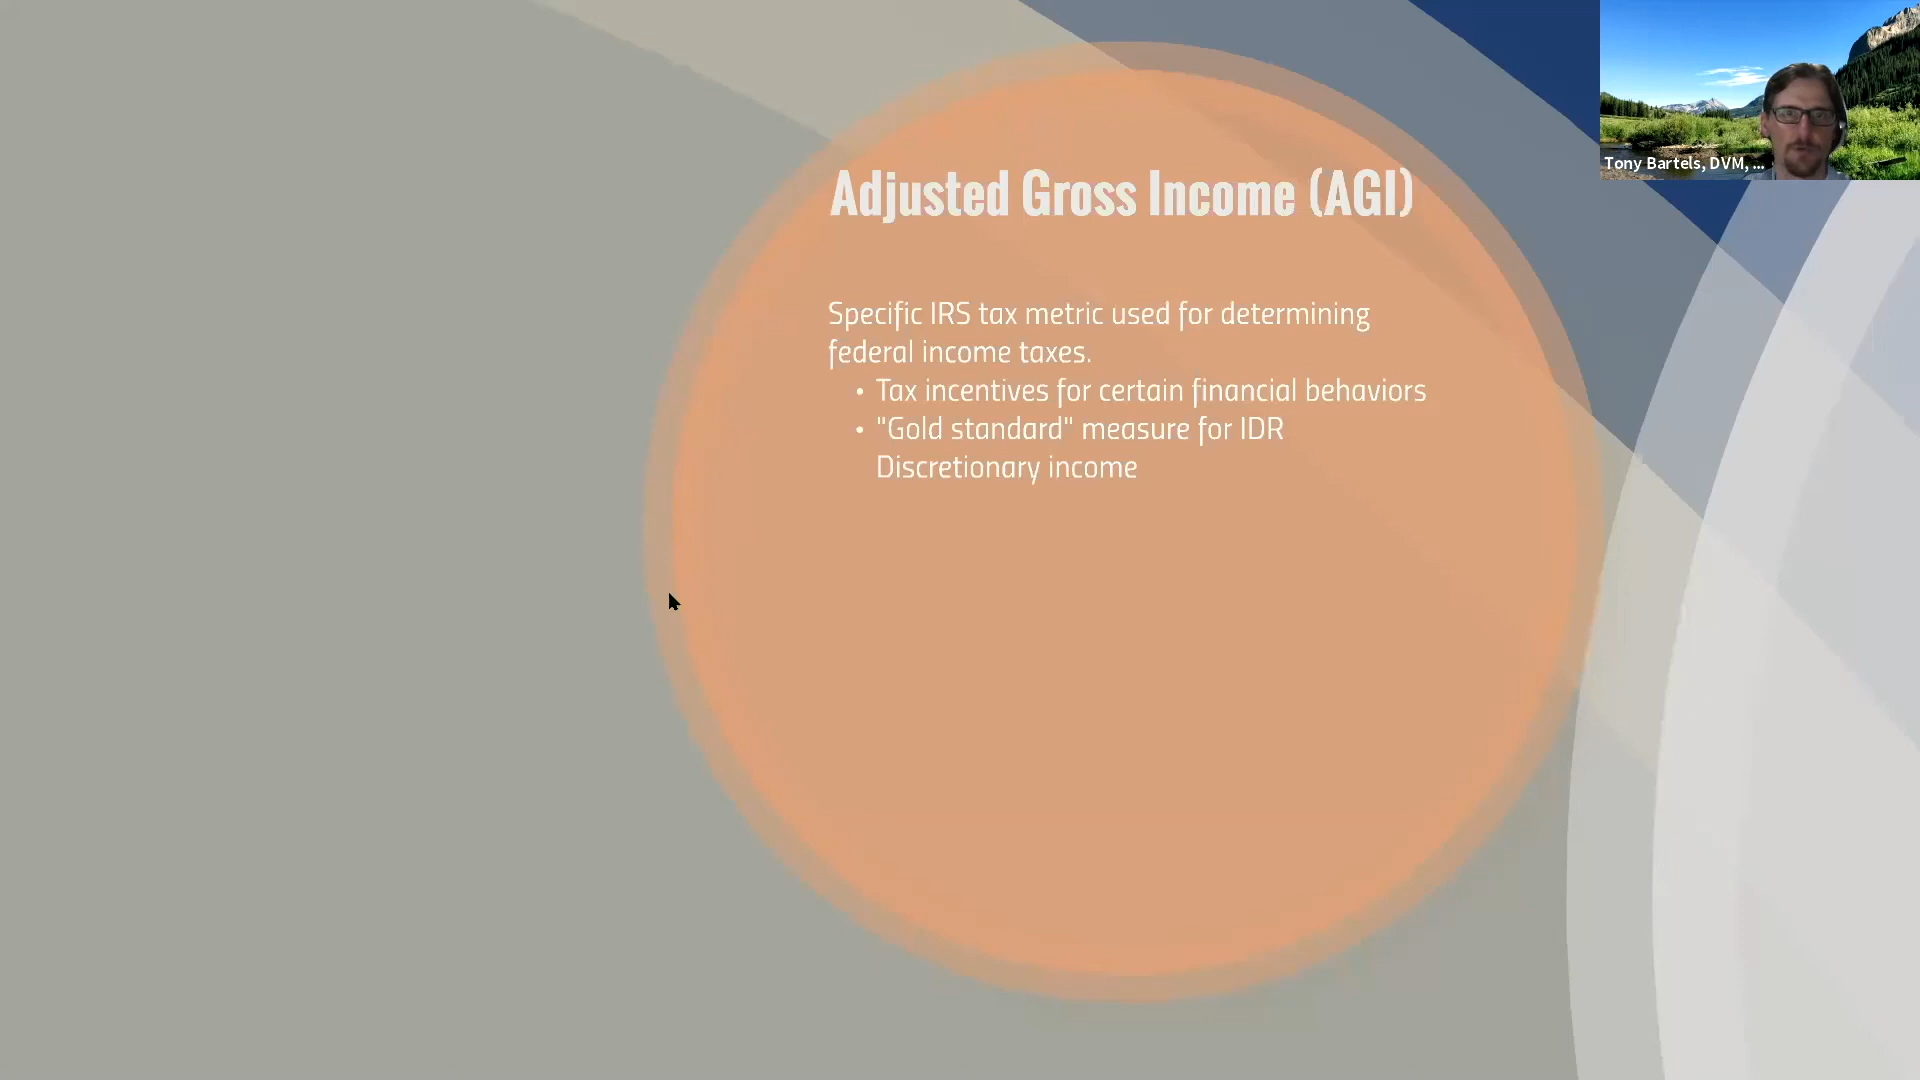 Tony Bartels, DVM, ...
Adjusted Gross Income (AGI)
Specific IRS tax metric used for determining
federal income taxes.
• Tax incentives for certain financial behaviors
• "Gold standard" measure for IDR
Discretionary income